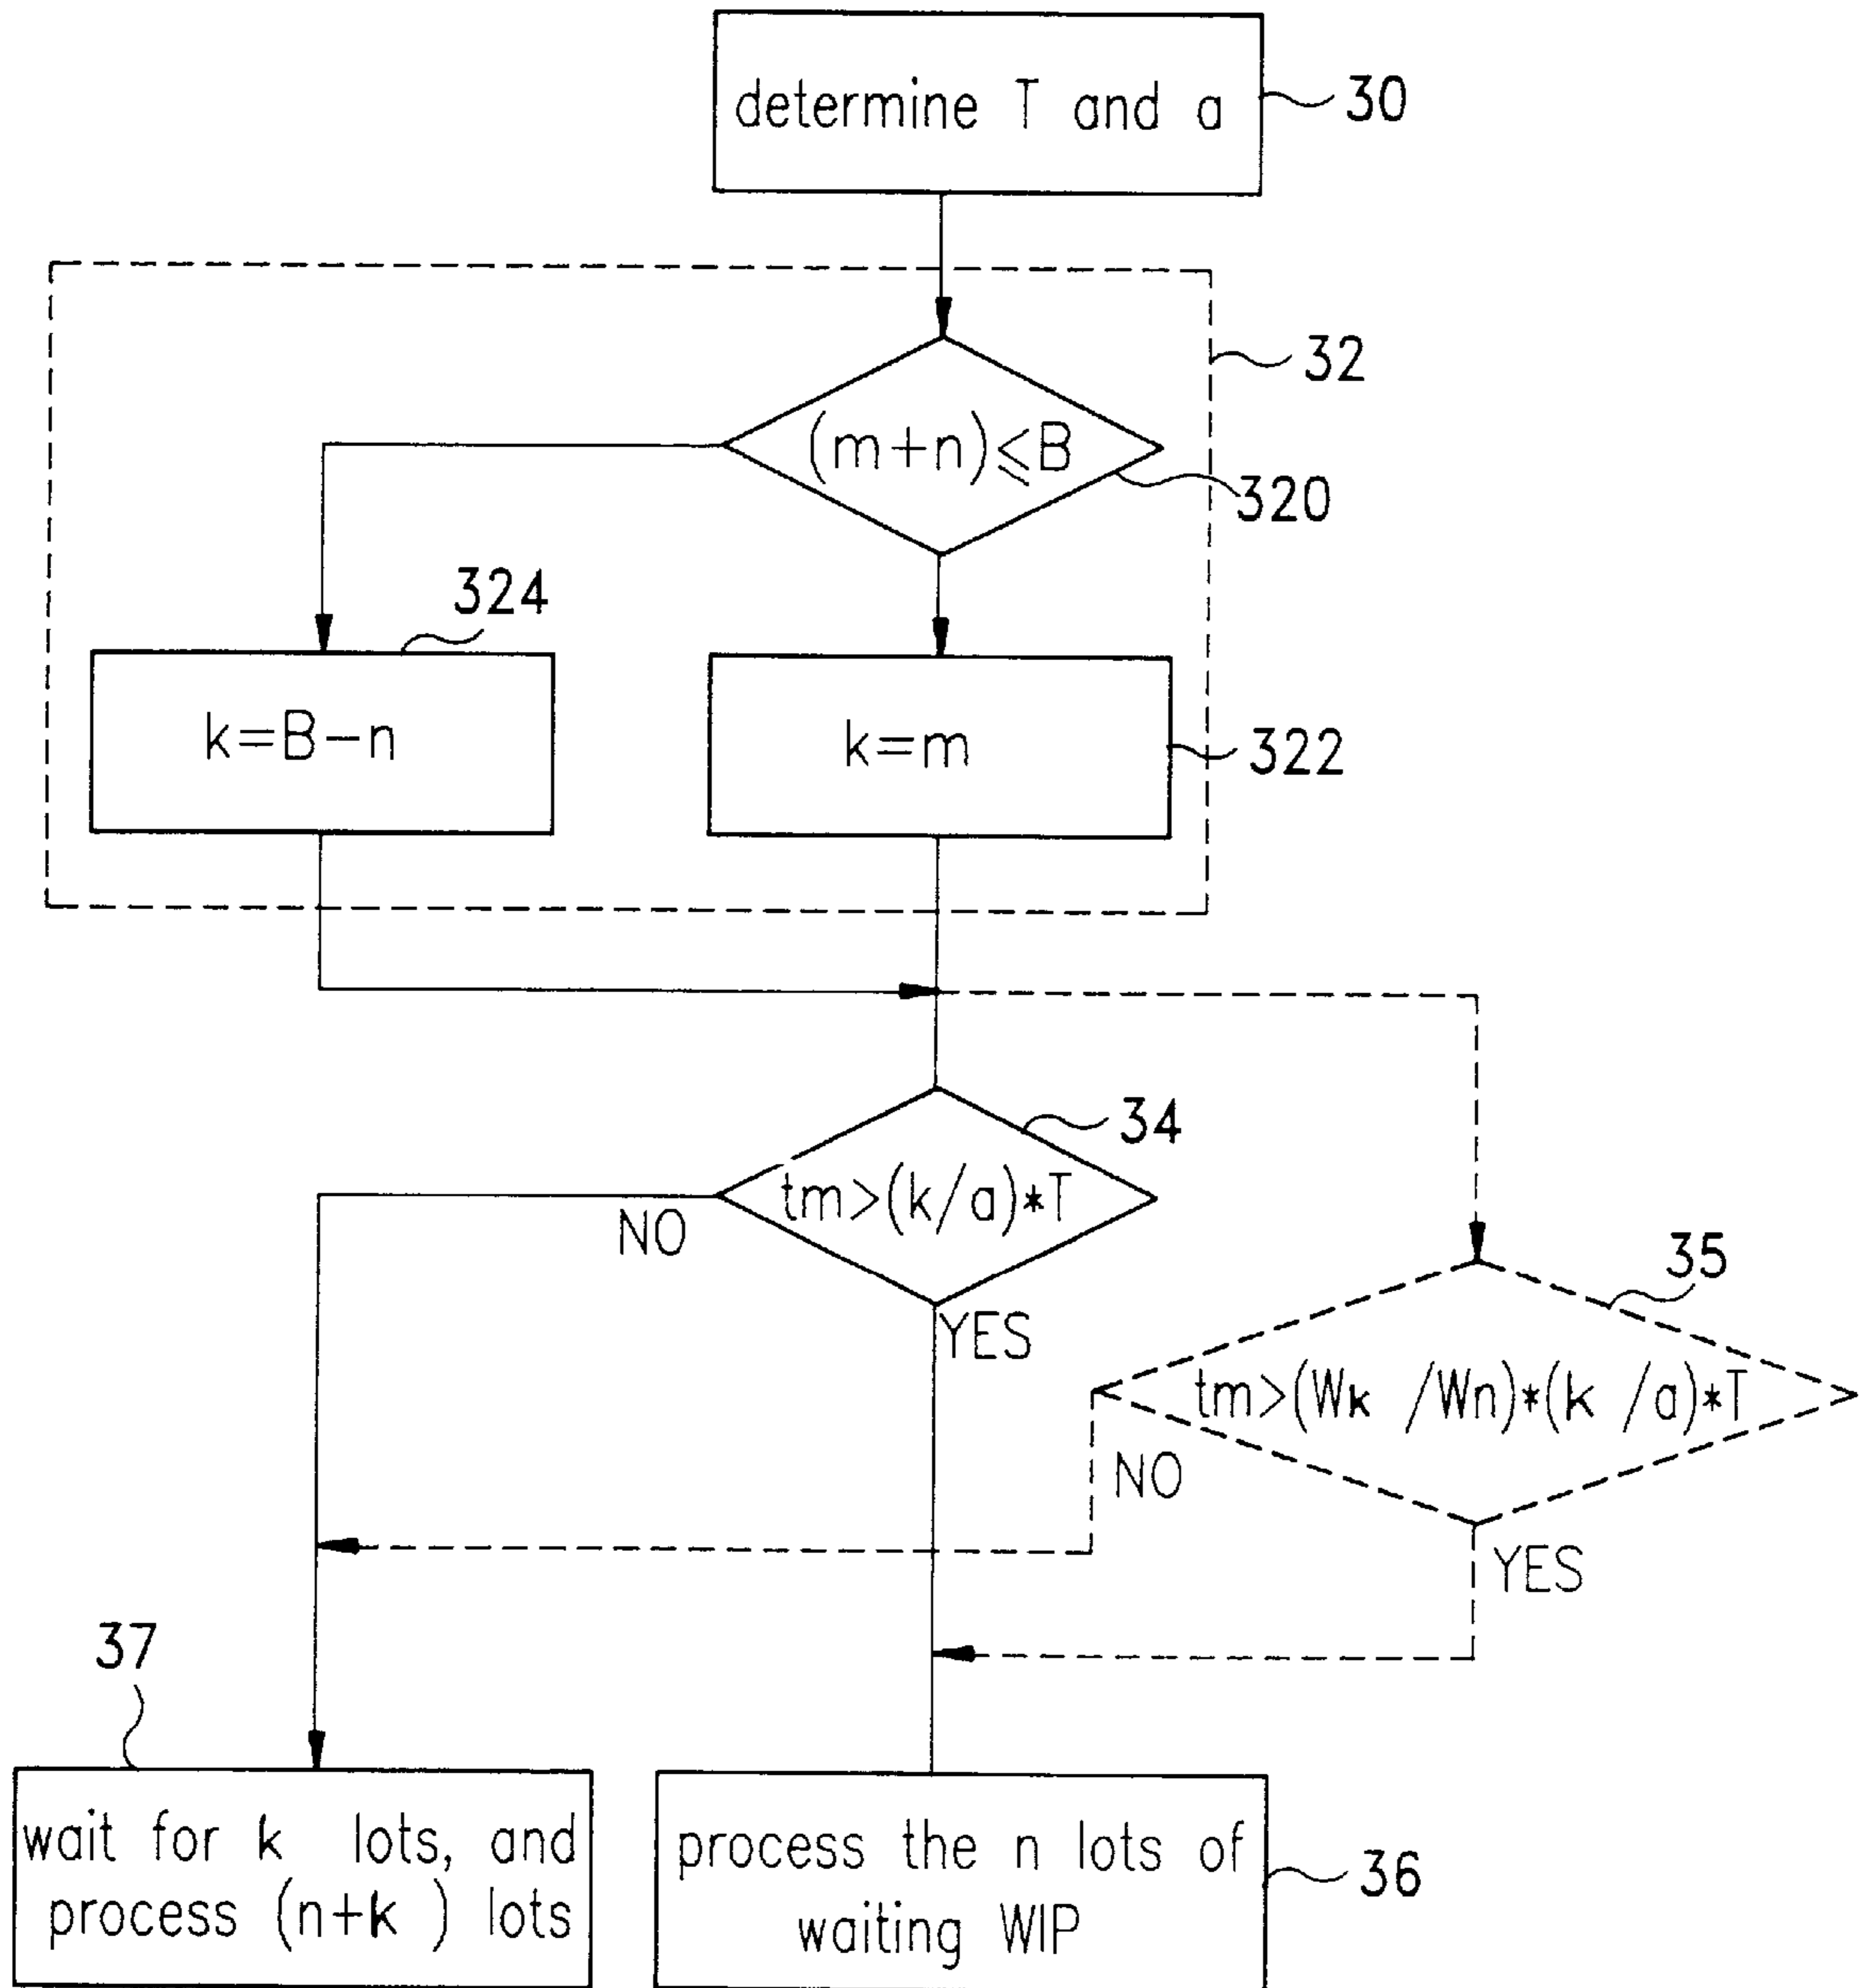 determine T and a
30
32
(m+n)≤B
320
324
k=B−n
k=m
322
34
tm>(k/a)*T
NO
YES
35
tm>(Wk /Wn)*(k /a)*T
NO
YES
37
wait for k lots, and
process (n+k ) lots
process the n lots of
waiting WIP
36